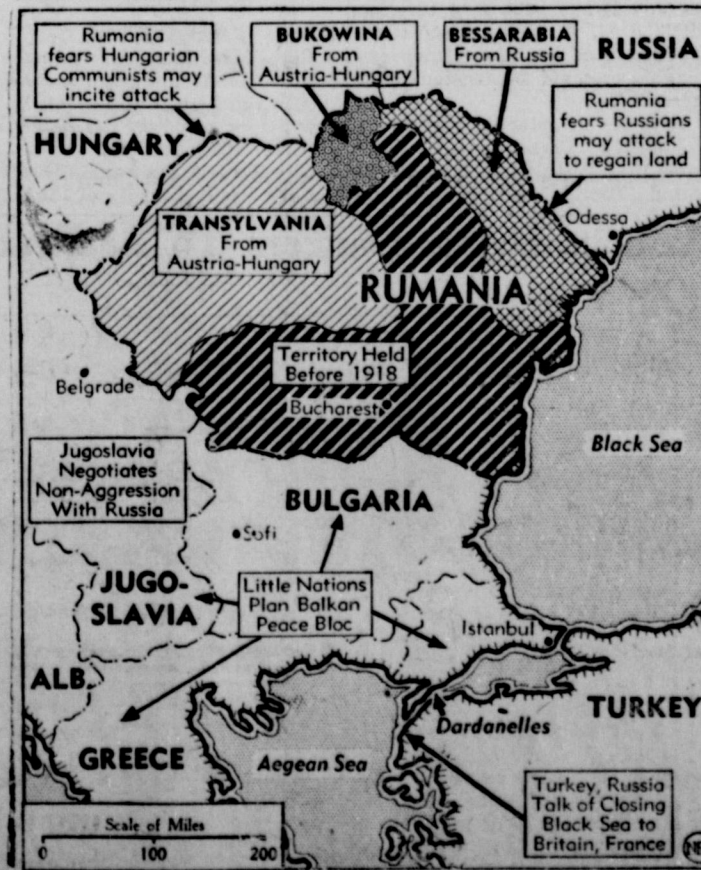 Rumania
fears Hungarian
Communists may
incite attack
BUKOWINA
From
Austria-Hungary
BESSARABIA
From Russia
RUSSIA
HUNGARY
Rumania
fears Russians
may attack
to regain land
Odessa
TRANSYLVANIA
From
Austria-Hungary
RUMANIA
Territory Held
Before 1918
Bucharest
Belgrade
Black Sea
Jugoslavia
Negotiates
Non-Aggression
With Russia
BULGARIA
Sofi
JUGO-
SLAVIA
Little Nations
Plan Balkan
Peace Bloc
Istanbul
ALB.
Dardanelles
TURKEY
GREECE
Aegean Sea
Turkey, Russia
Talk of Closing
Black Sea to
Britain, France
Scale of Miles
0 100 200